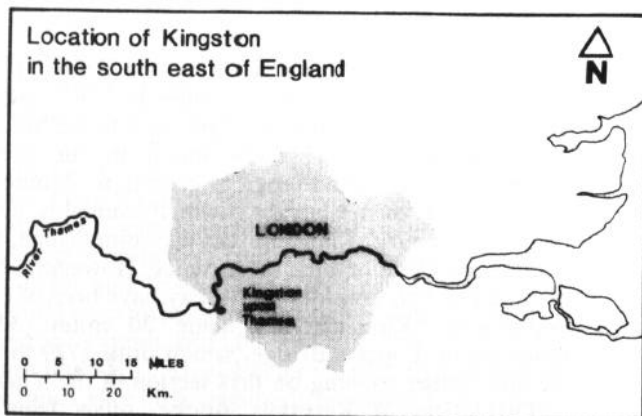 Location of Kingston
in the south east of England
N
River Thames
LONDON
Kingston
upon
Thames
0 5 10 15 MILES
0 10 20 Km.